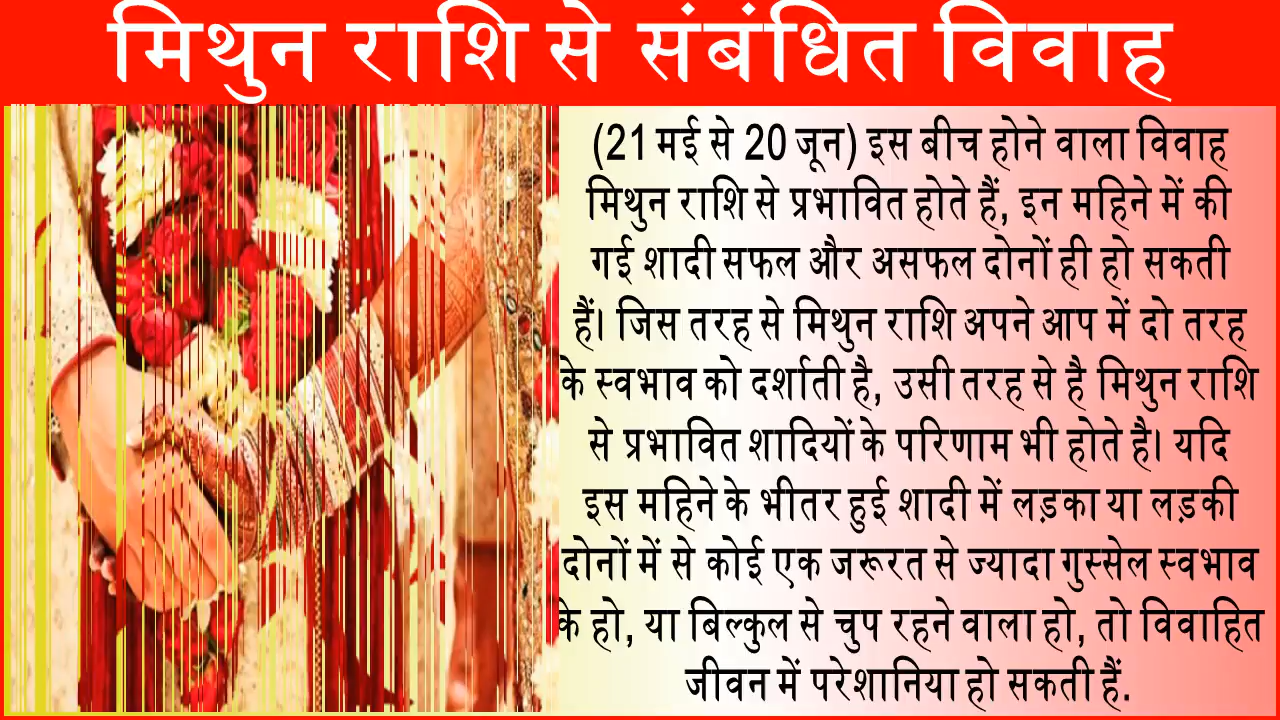 मिथुन राशि से संबंधित विवाह
(21 मई से 20 जून) इस बीच होने वाला विवाह
मिथुन राशि से प्रभावित होते हैं, इन महिने में की
गई शादी सफल और असफल दोनों ही हो सकती
हैं। जिस तरह से मिथुन राशि अपने आप में दो तरह
के स्वभाव को दर्शाती है, उसी तरह से है मिथुन राशि
से प्रभावित शादियों के परिणाम भी होते है। यदि
इस महिने के भीतर हुई शादी में लड़का या लड़की
दोनों में से कोई एक जरूरत से ज्यादा गुस्सेल स्वभाव
के हो, या बिल्कुल से चुप रहने वाला हो, तो विवाहित
जीवन में परेशानिया हो सकती हैं.